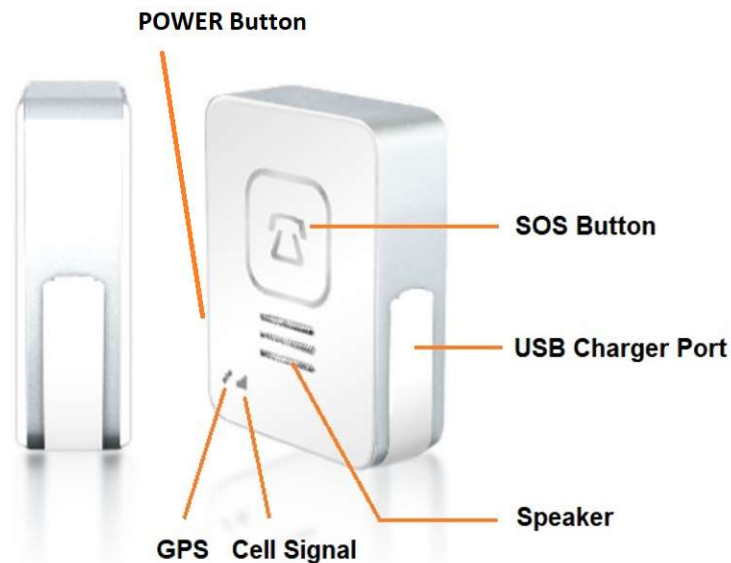 POWER Button
SOS Button
USB Charger Port
Speaker
GPS
Cell Signal